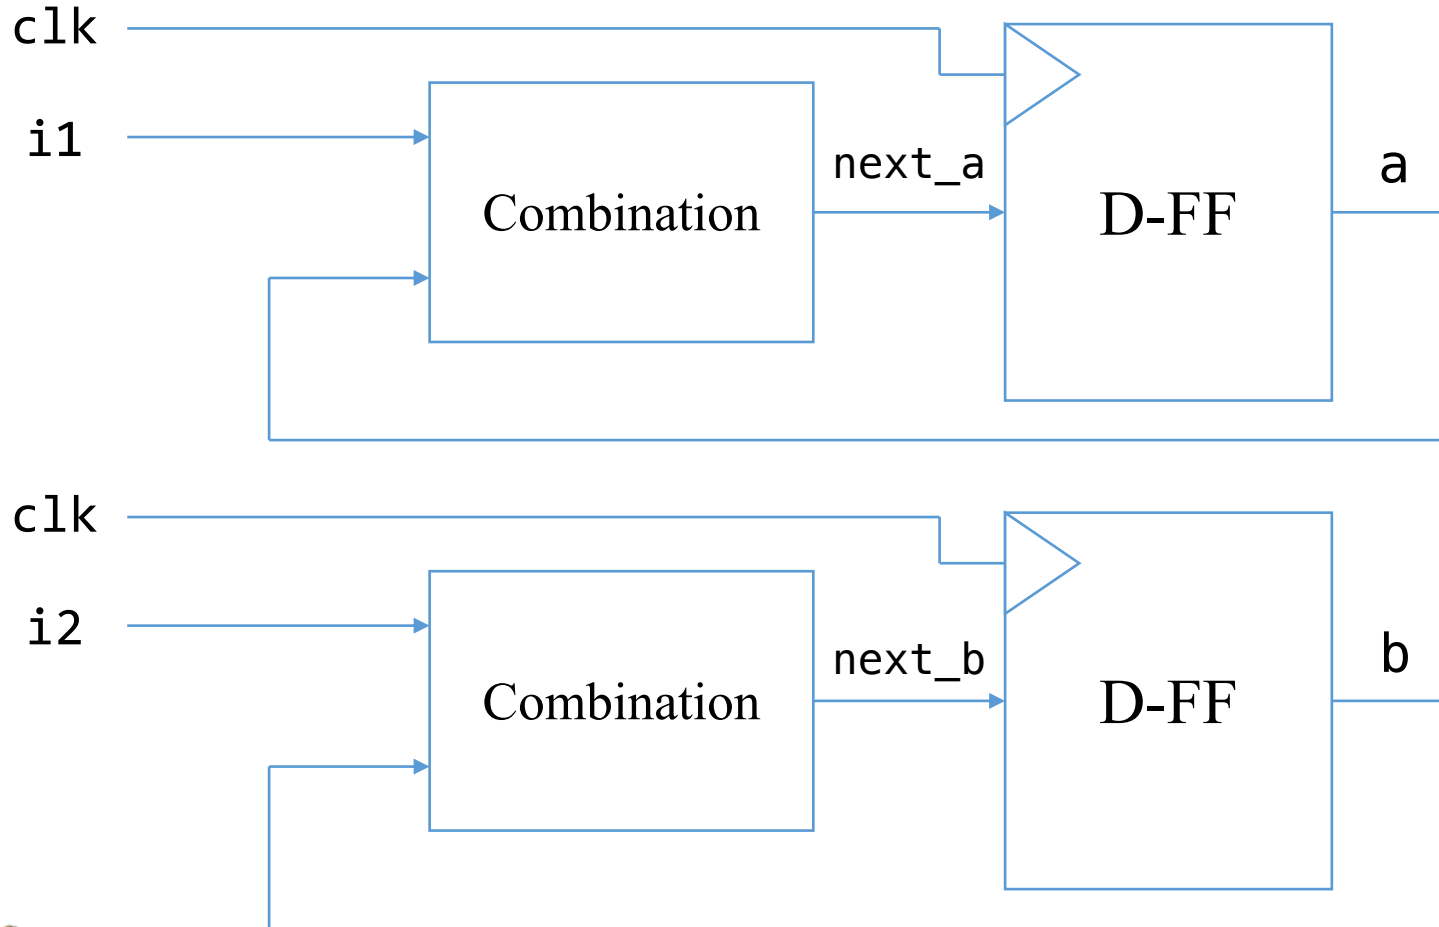 clk
i1
Combination
next_a
D-FF
a
clk
i2
Combination
next_b
D-FF
b